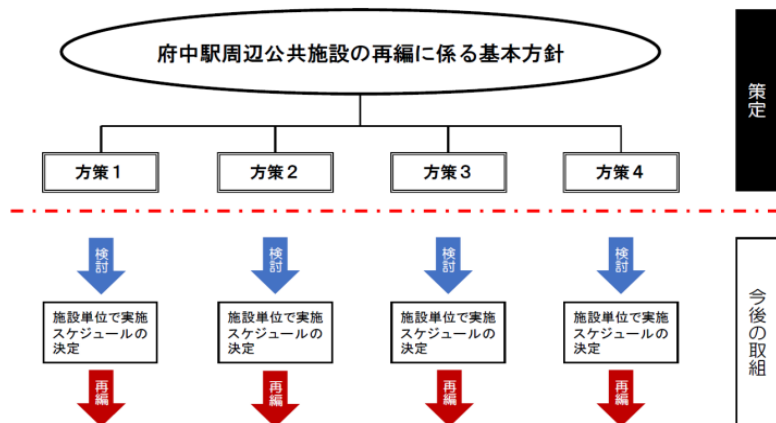 府中駅周辺公共施設の再編に係る基本方針
策定
方策1
方策2
方策3
方策4
検討
検討
検討
検討
施設単位で実施
スケジュールの
決定
施設単位で実施
スケジュールの
決定
施設単位で実施
スケジュールの
決定
施設単位で実施
スケジュールの
決定
今後の取組
再編
再編
再編
再編